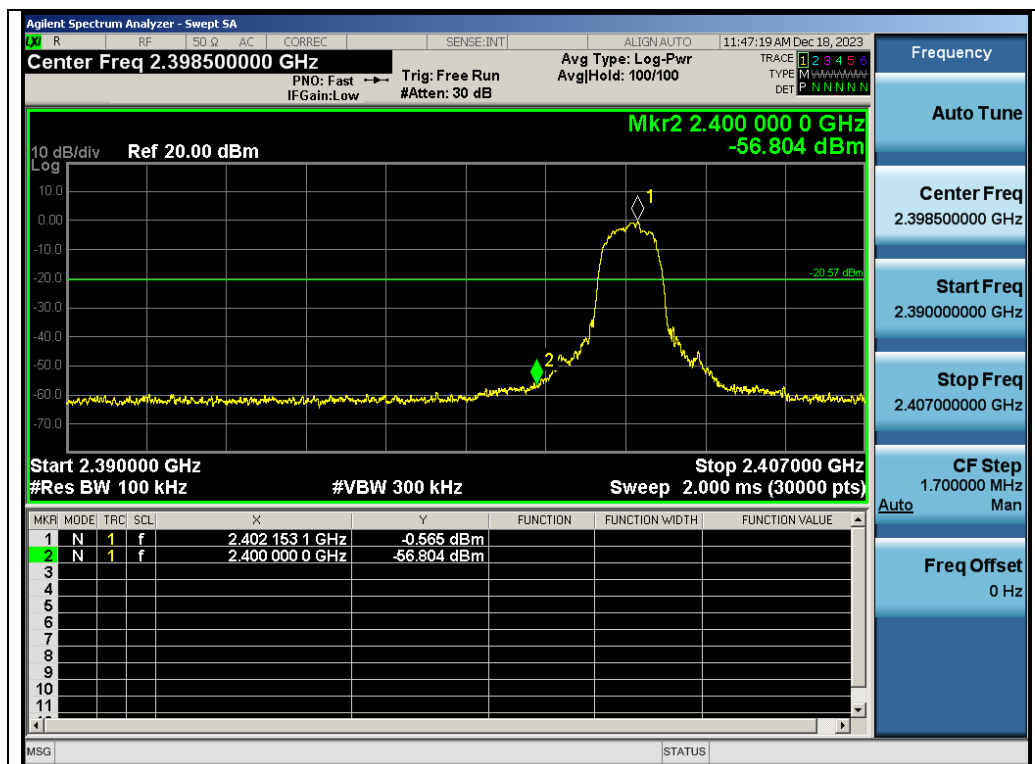 Agilent Spectrum Analyzer - Swept SA
LXI R RF 50 Ω AC CORREC SENSE:INT ALIGN AUTO 11:47:19 AM Dec 18, 2023
Center Freq 2.398500000 GHz
PNO: Fast
IFGain:Low
Trig: Free Run
#Atten: 30 dB
Avg Type: Log-Pwr
Avg|Hold: 100/100
TRACE 1 2 3 4 5 6
TYPE M
DET P N N N N N
Mkr2 2.400 000 0 GHz
-56.804 dBm
10 dB/div Ref 20.00 dBm
Log
10.0
0.00
-10.0
-20.0
-30.0
-40.0
-50.0
-60.0
-70.0
1
-20.57 dBm
2
Start 2.390000 GHz Stop 2.407000 GHz
#Res BW 100 kHz #VBW 300 kHz Sweep 2.000 ms (30000 pts)
MKR MODE TRC SCL X Y FUNCTION FUNCTION WIDTH FUNCTION VALUE
1 N 1 f 2.402 153 1 GHz -0.565 dBm
2 N 1 f 2.400 000 0 GHz -56.804 dBm
3
4
5
6
7
8
9
10
11
MSG STATUS
Frequency
Auto Tune
Center Freq
2.398500000 GHz
Start Freq
2.390000000 GHz
Stop Freq
2.407000000 GHz
CF Step
1.700000 MHz
Auto Man
Freq Offset
0 Hz